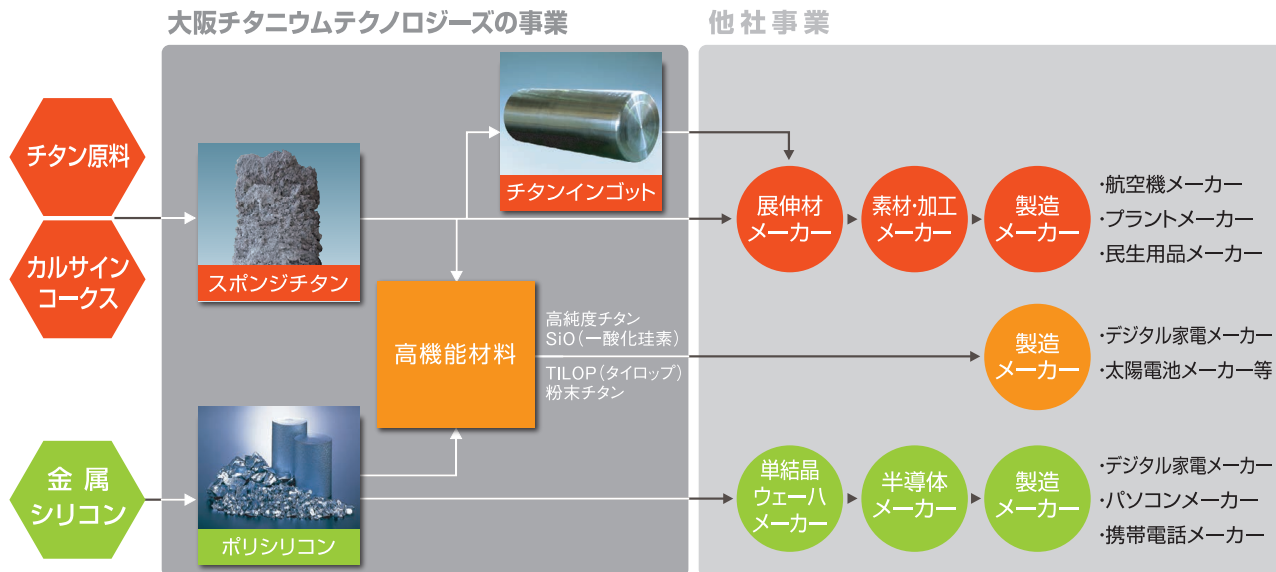 大阪チタニウムテクノロジーズの事業
他社事業
チタン原料
カルサイン
コークス
スポンジチタン
チタンインゴット
展伸材
メーカー
素材・加工
メーカー
製造
メーカー
・航空機メーカー
・プラントメーカー
・民生用品メーカー
高機能材料
高純度チタン
SiO（一酸化珪素）
TILOP（タイロップ）
粉末チタン
製造
メーカー
・デジタル家電メーカー
・太陽電池メーカー等
金属
シリコン
ポリシリコン
単結晶
ウェーハ
メーカー
半導体
メーカー
製造
メーカー
・デジタル家電メーカー
・パソコンメーカー
・携帯電話メーカー